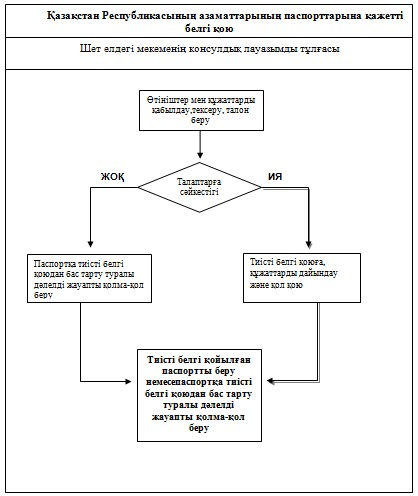 Қазақстан Республикасының азаматтарының паспорттарына қажетті
белгі қою
Шет елдегі мекеменің консулдық лауазымды тұлғасы
Өтініштер мен құжаттарды
қабылдау,тексеру, талон
беру
ЖОҚ
ИЯ
Талаптарға
сәйкестігі
Паспортқа тиісті белгі
қоюдан бас тарту туралы
дәлелді жауапты қолма-қол
беру
Тиісті белгі қоюға,
құжаттарды дайындау
және қол қою
Тиісті белгі қойылған
паспортты беру
немесепаспортқа тиісті
белгі қоюдан бас тарту
туралы дәлелді
жауапты қолма-қол
беру